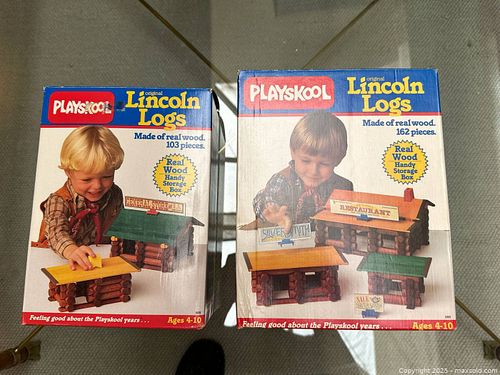 PLAYSKOOL
original
Lincoln
Logs
Made of real wood.
103 pieces.
Real
Wood
Handy
Storage
Box
Feeling good about the Playskool years . . .
Ages 4-10
PLAYSKOOL
original
Lincoln
Logs
Made of real wood.
162 pieces.
Real
Wood
Handy
Storage
Box
RESTAURANT
Feeling good about the Playskool years . . .
Ages 4-10
Copyright 2025 - maxsold.com